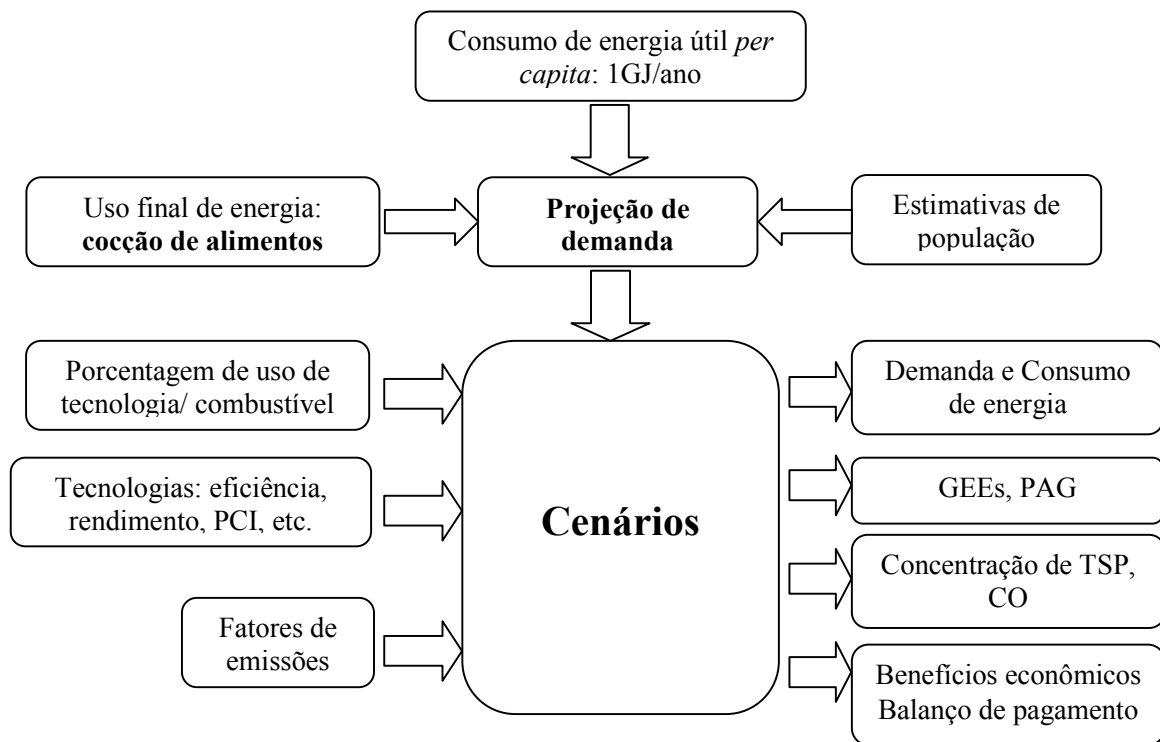 Consumo de energia útil per
capita: 1GJ/ano
Uso final de energia:
cocção de alimentos
Projeção de
demanda
Estimativas de
população
Porcentagem de uso de
tecnologia/ combustível
Tecnologias: eficiência,
rendimento, PCI, etc.
Fatores de
emissões
Cenários
Demanda e Consumo
de energia
GEEs, PAG
Concentração de TSP,
CO
Benefícios econômicos
Balanço de pagamento